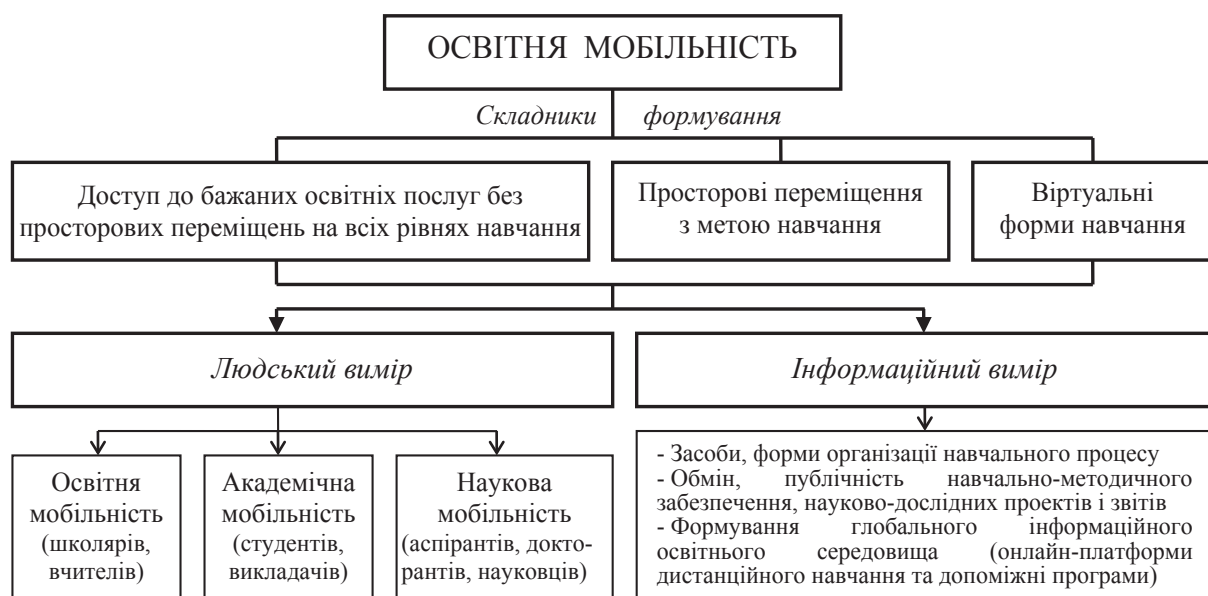 ОСВІТНЯ МОБІЛЬНІСТЬ
Складники формування
Доступ до бажаних освітніх послуг без
просторових переміщень на всіх рівнях навчання
Просторові переміщення
з метою навчання
Віртуальні
форми навчання
Людський вимір
Інформаційний вимір
Освітня
мобільність
(школярів,
вчителів)
Академічна
мобільність
(студентів,
викладачів)
Наукова
мобільність
(аспірантів, докто-
рантів, науковців)
- Засоби, форми організації навчального процесу
- Обмін, публічність навчально-методичного
забезпечення, науково-дослідних проектів і звітів
- Формування глобального інформаційного
освітнього середовища (онлайн-платформи
дистанційного навчання та допоміжні програми)